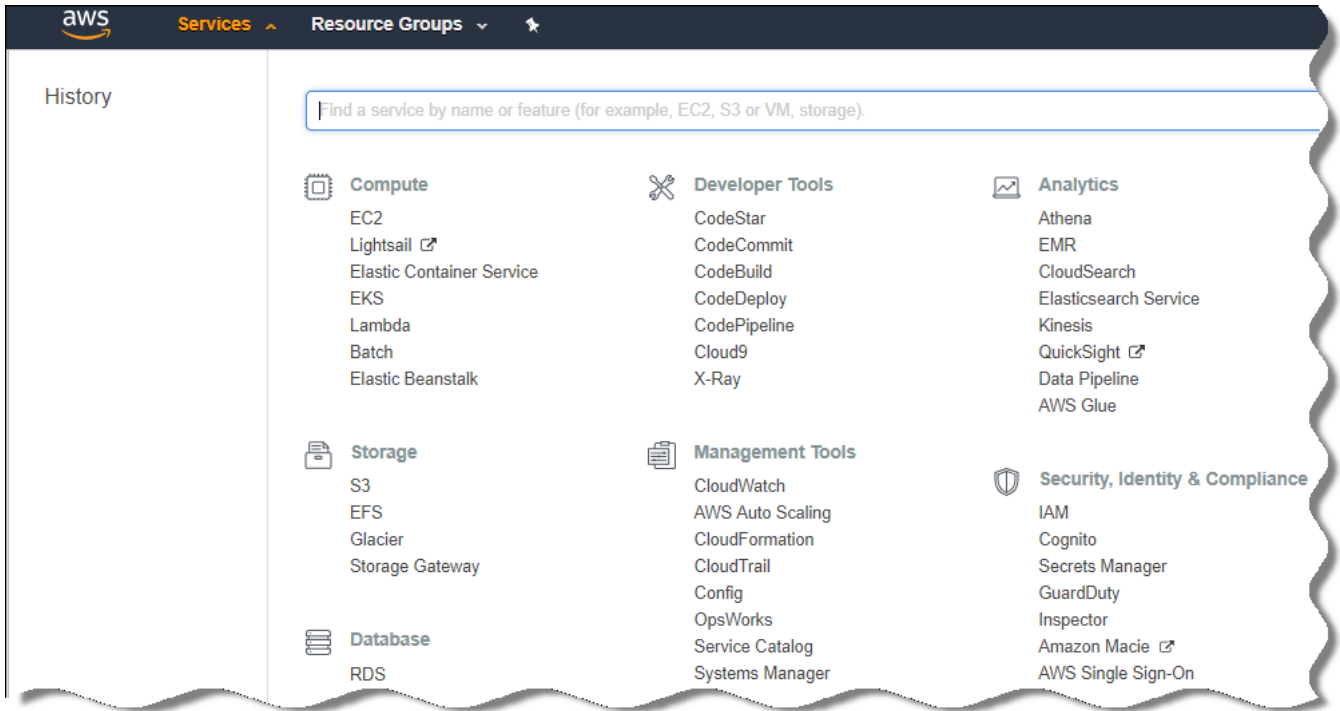 aws
Services
Resource Groups
History
Find a service by name or feature (for example, EC2, S3 or VM, storage).
Compute
EC2
Lightsail
Elastic Container Service
EKS
Lambda
Batch
Elastic Beanstalk
Storage
S3
EFS
Glacier
Storage Gateway
Database
RDS
Developer Tools
CodeStar
CodeCommit
CodeBuild
CodeDeploy
CodePipeline
Cloud9
X-Ray
Management Tools
CloudWatch
AWS Auto Scaling
CloudFormation
CloudTrail
Config
OpsWorks
Service Catalog
Systems Manager
Analytics
Athena
EMR
CloudSearch
Elasticsearch Service
Kinesis
QuickSight
Data Pipeline
AWS Glue
Security, Identity & Compliance
IAM
Cognito
Secrets Manager
GuardDuty
Inspector
Amazon Macie
AWS Single Sign-On